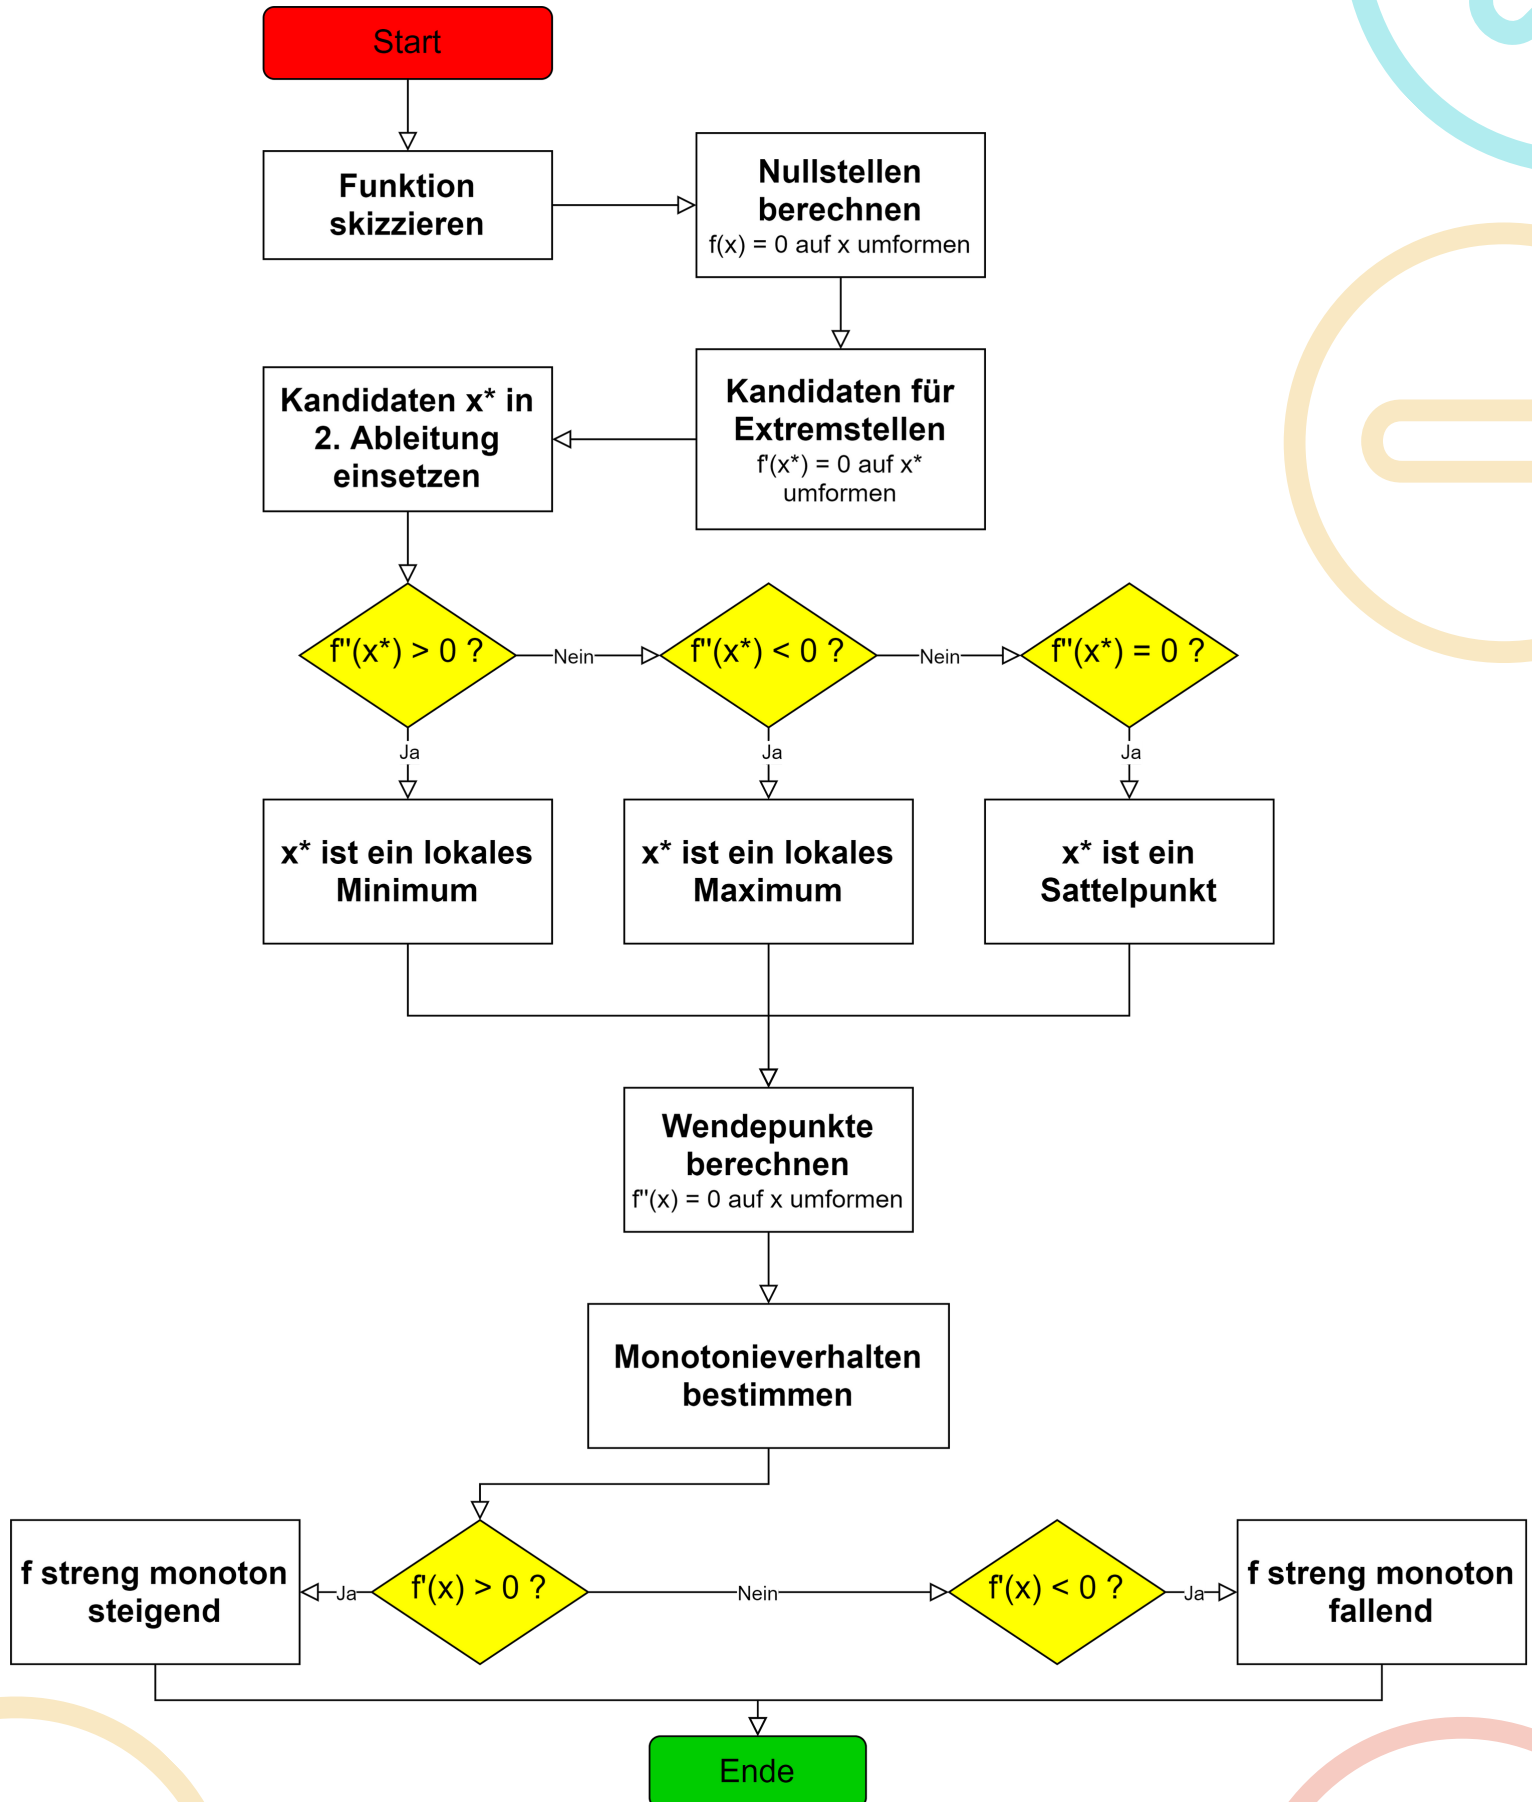 Start
Funktion
skizzieren
Nullstellen
berechnen
f(x) = 0 auf x umformen
Kandidaten für
Extremstellen
f'(x*) = 0 auf x*
umformen
Kandidaten x* in
2. Ableitung
einsetzen
f''(x*) > 0 ?
Nein
f''(x*) < 0 ?
Nein
f''(x*) = 0 ?
Ja
Ja
Ja
x* ist ein lokales
Minimum
x* ist ein lokales
Maximum
x* ist ein
Sattelpunkt
Wendepunkte
berechnen
f''(x) = 0 auf x umformen
Monotonieverhalten
bestimmen
f streng monoton
steigend
Ja
f'(x) > 0 ?
Nein
f'(x) < 0 ?
Ja
f streng monoton
fallend
Ende